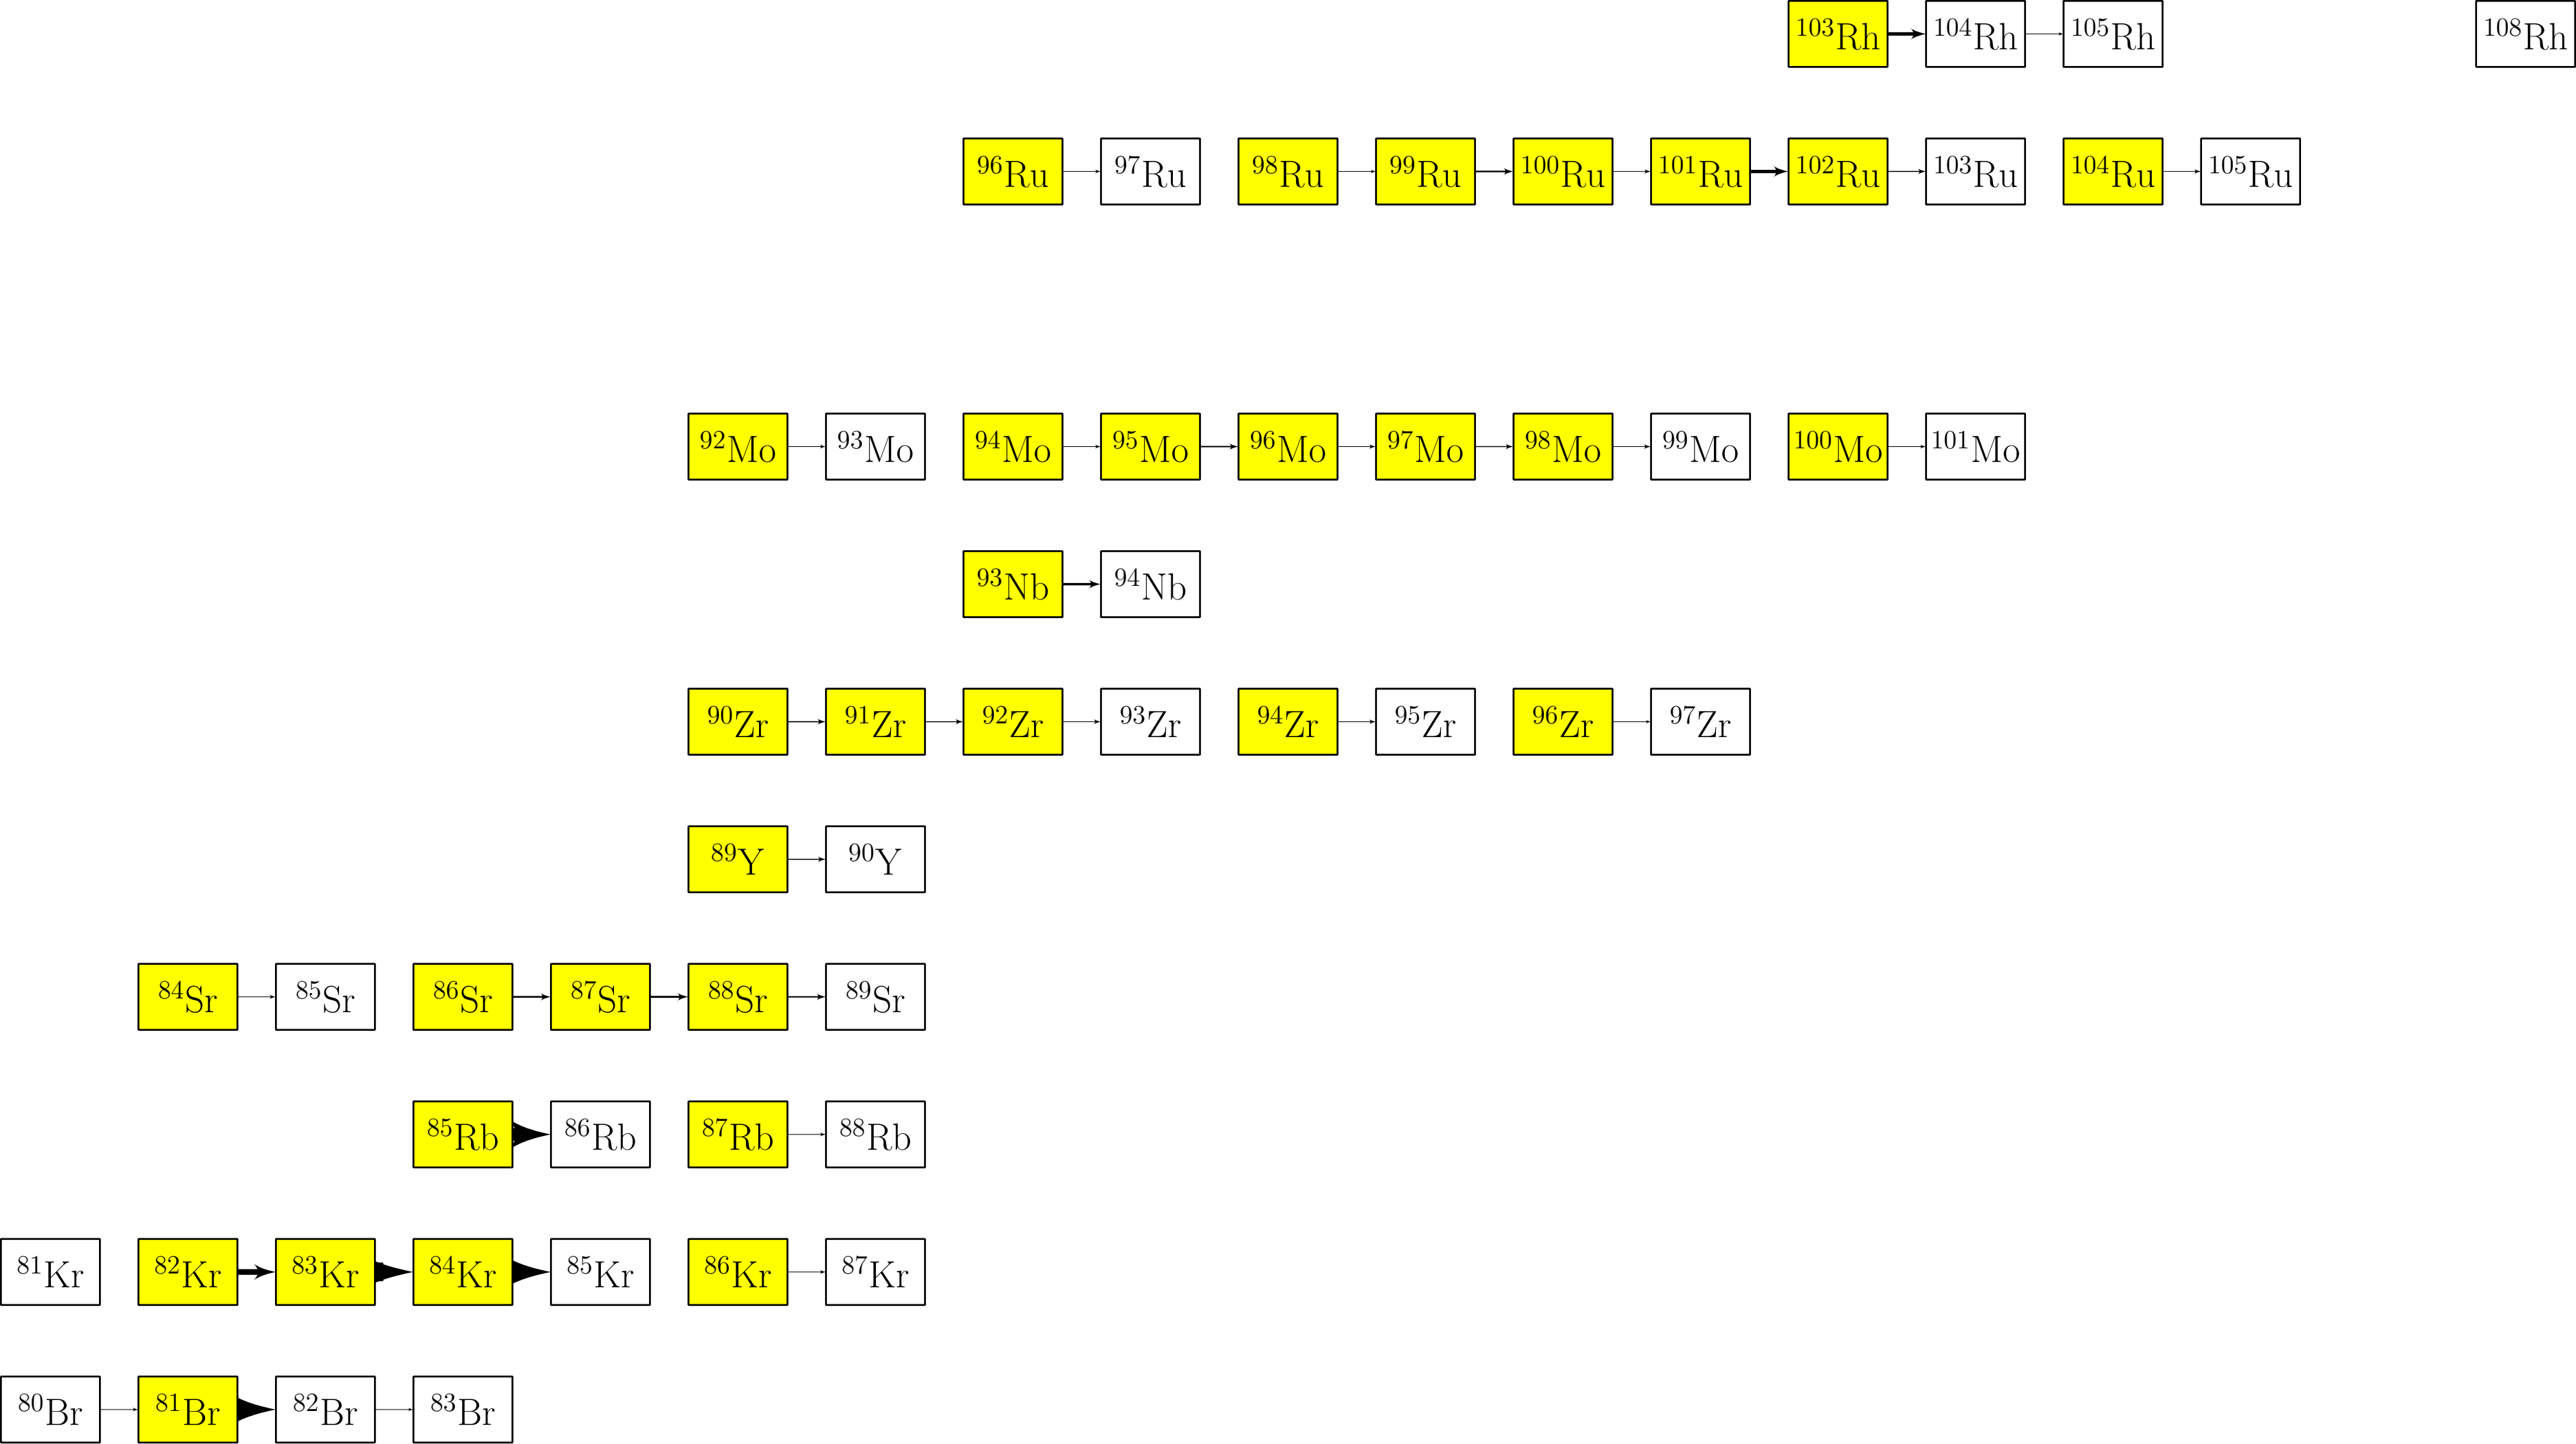 ¹⁰³Rh ¹⁰⁴Rh ¹⁰⁵Rh ¹⁰⁸Rh
⁹⁶Ru ⁹⁷Ru ⁹⁸Ru ⁹⁹Ru ¹⁰⁰Ru ¹⁰¹Ru ¹⁰²Ru ¹⁰³Ru ¹⁰⁴Ru ¹⁰⁵Ru
⁹²Mo ⁹³Mo ⁹⁴Mo ⁹⁵Mo ⁹⁶Mo ⁹⁷Mo ⁹⁸Mo ⁹⁹Mo ¹⁰⁰Mo ¹⁰¹Mo
⁹³Nb ⁹⁴Nb
⁹⁰Zr ⁹¹Zr ⁹²Zr ⁹³Zr ⁹⁴Zr ⁹⁵Zr ⁹⁶Zr ⁹⁷Zr
⁸⁹Y ⁹⁰Y
⁸⁴Sr ⁸⁵Sr ⁸⁶Sr ⁸⁷Sr ⁸⁸Sr ⁸⁹Sr
⁸⁵Rb ⁸⁶Rb ⁸⁷Rb ⁸⁸Rb
⁸¹Kr ⁸²Kr ⁸³Kr ⁸⁴Kr ⁸⁵Kr ⁸⁶Kr ⁸⁷Kr
⁸⁰Br ⁸¹Br ⁸²Br ⁸³Br